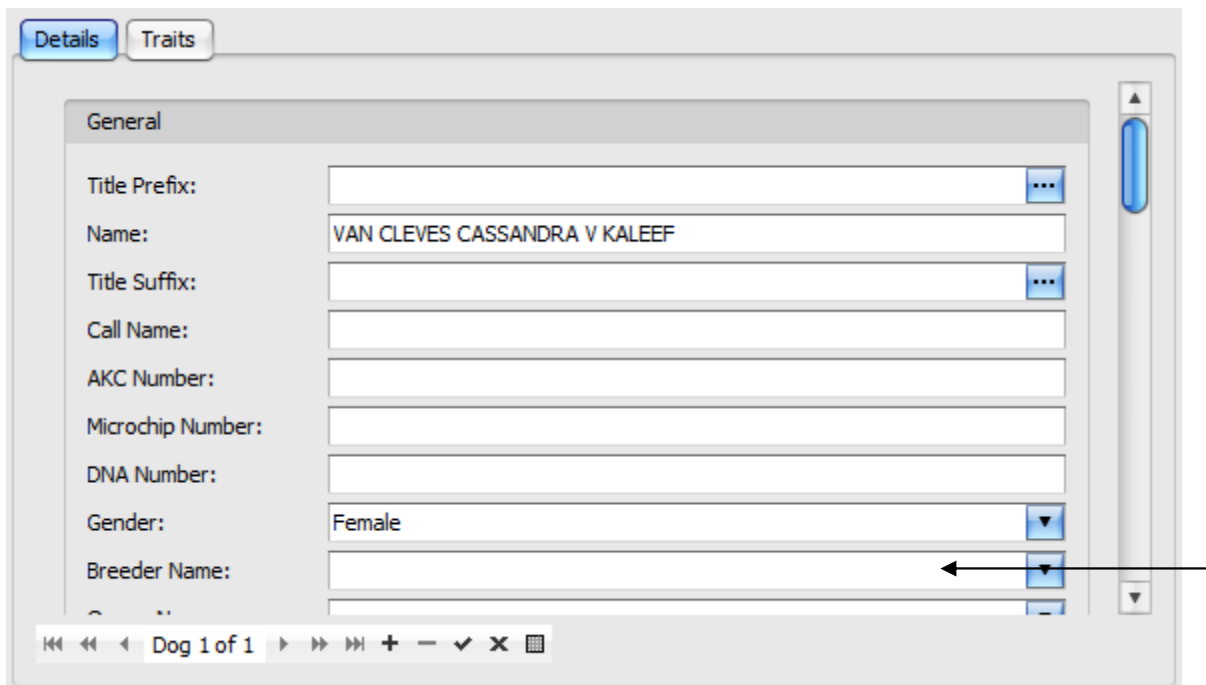 Details Traits
General
Title Prefix: ...
Name: VAN CLEVES CASSANDRA V KALEEF
Title Suffix: ...
Call Name:
AKC Number:
Microchip Number:
DNA Number:
Gender: Female
Breeder Name:
Dog 1 of 1